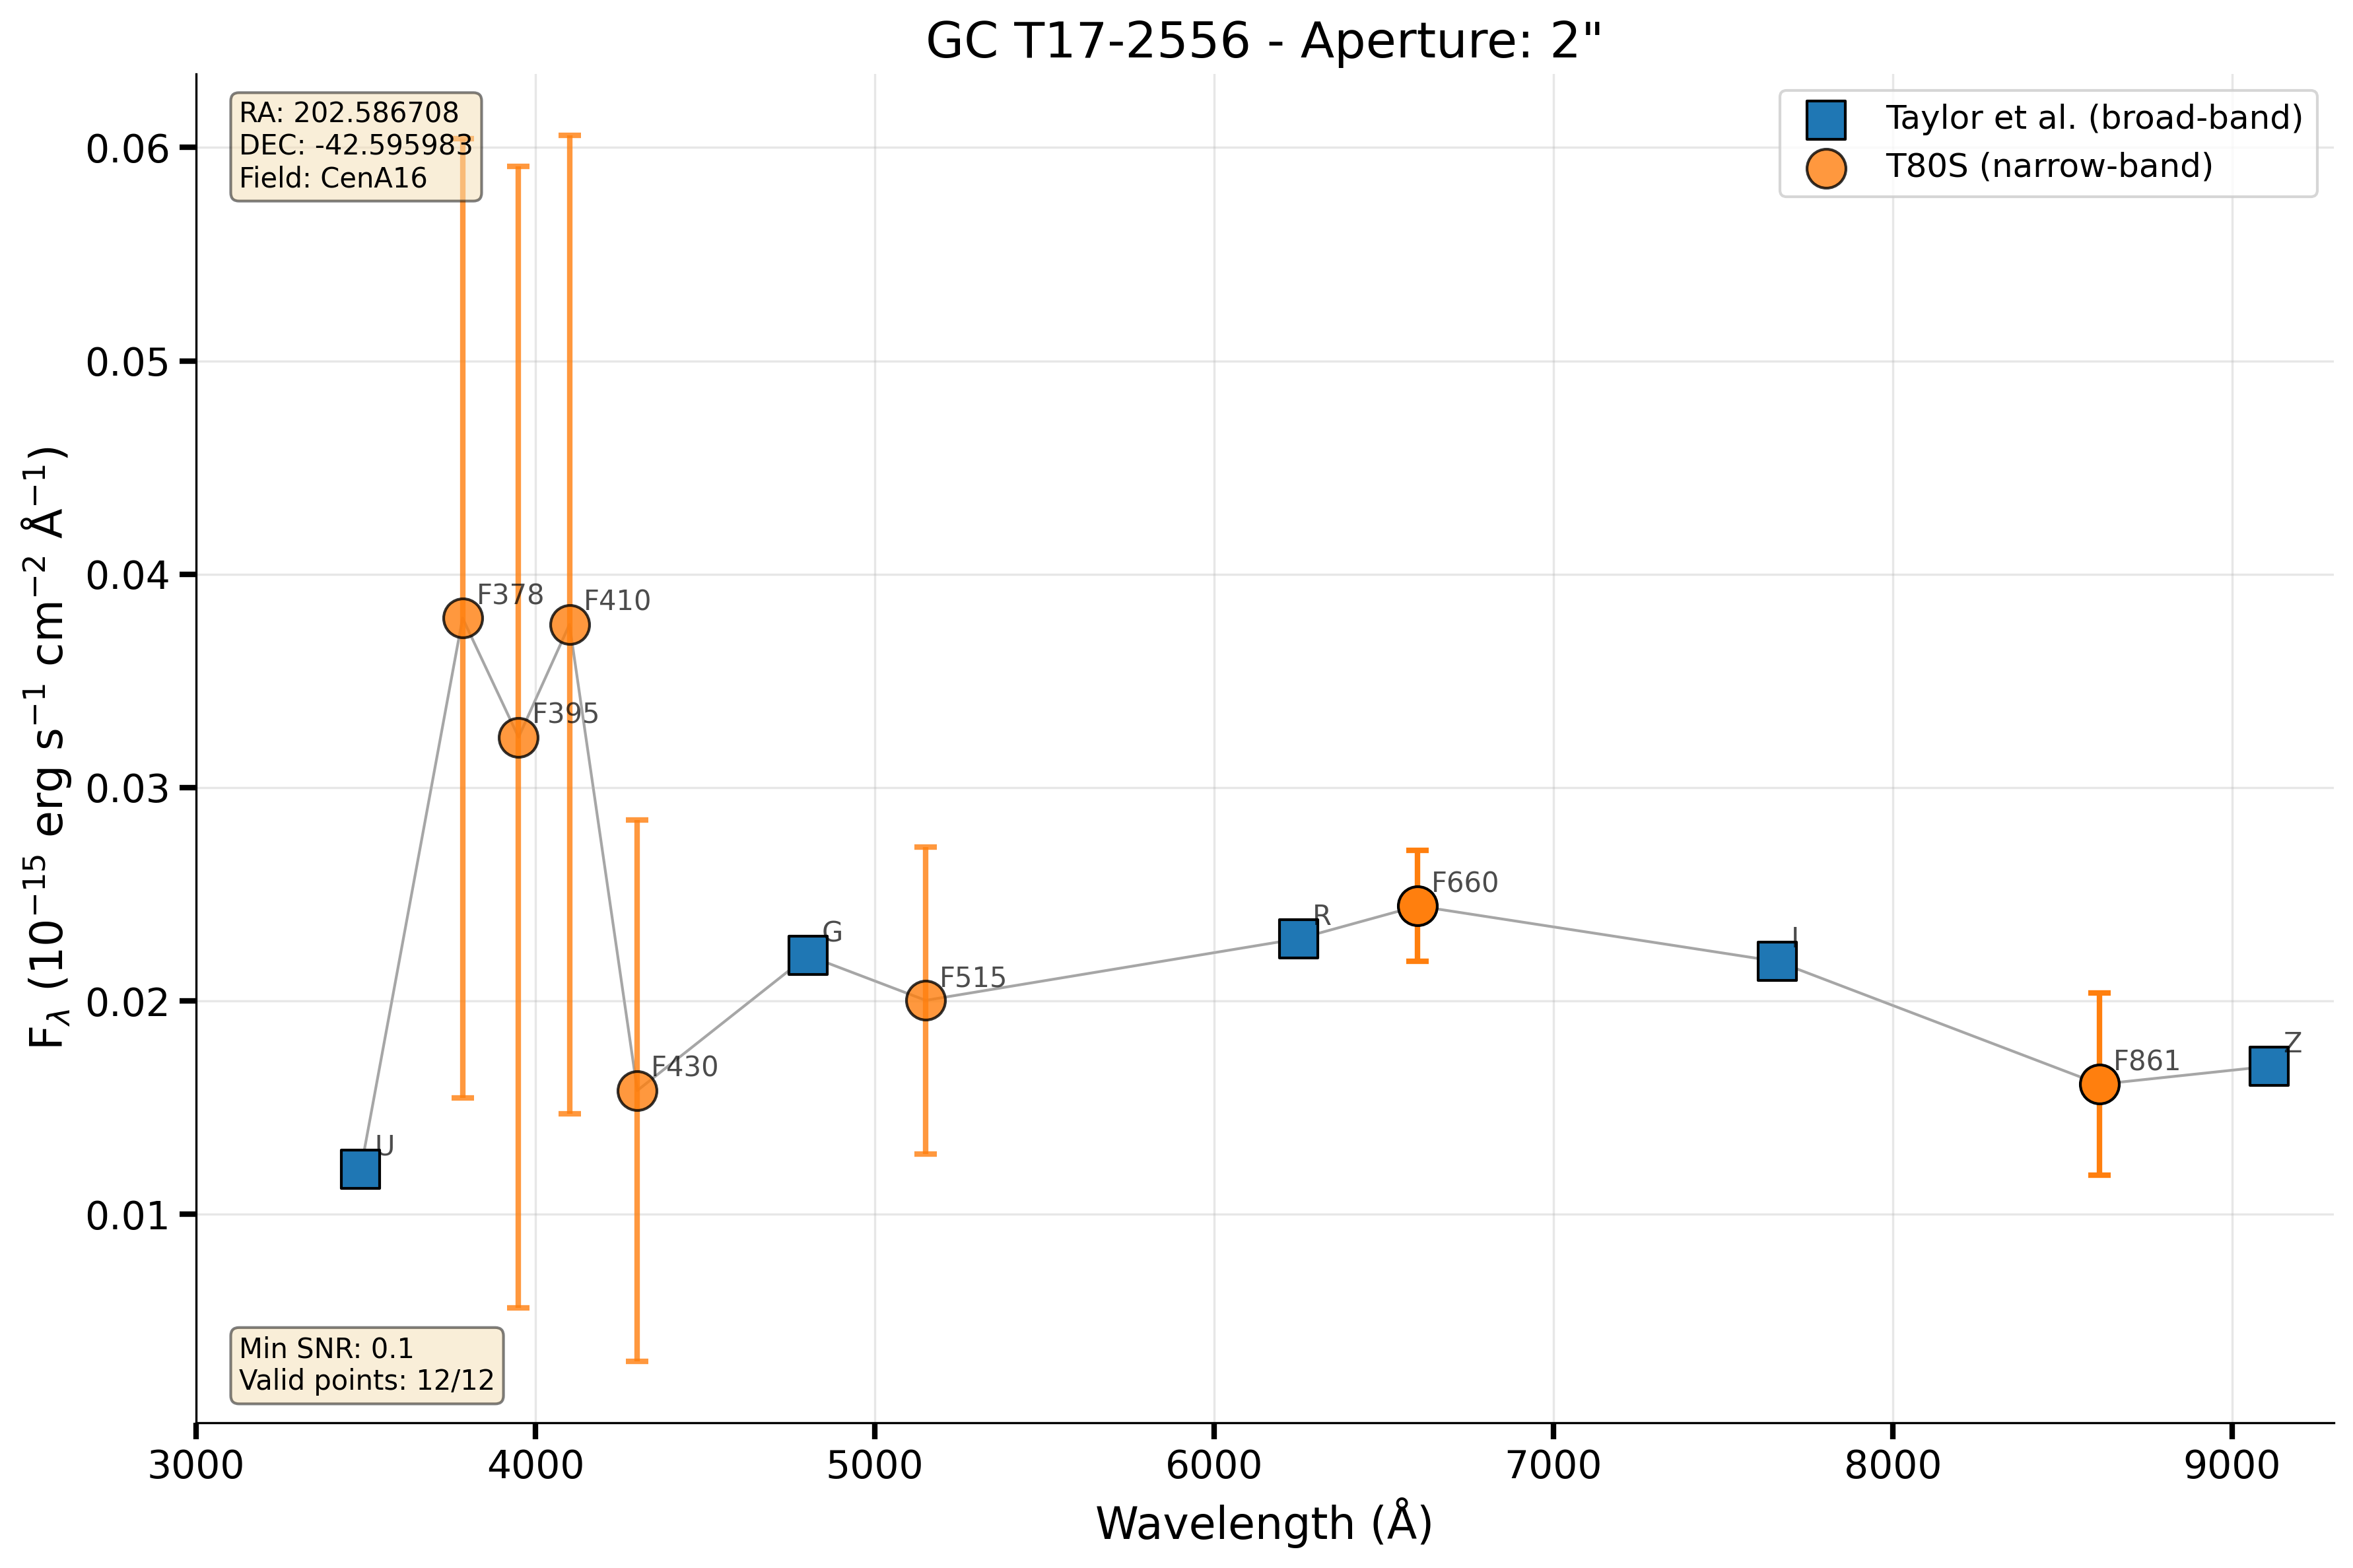 GC T17-2556 - Aperture: 2"
RA: 202.586708
DEC: -42.595983
Field: CenA16
Taylor et al. (broad-band)
T80S (narrow-band)
0.06
0.05
0.04
0.03
0.02
0.01
F_λ (10⁻¹⁵ erg s⁻¹ cm⁻² Å⁻¹)
U
F378
F395
F410
F430
G
F515
R
F660
I
F861
Z
Min SNR: 0.1
Valid points: 12/12
3000 4000 5000 6000 7000 8000 9000
Wavelength (Å)